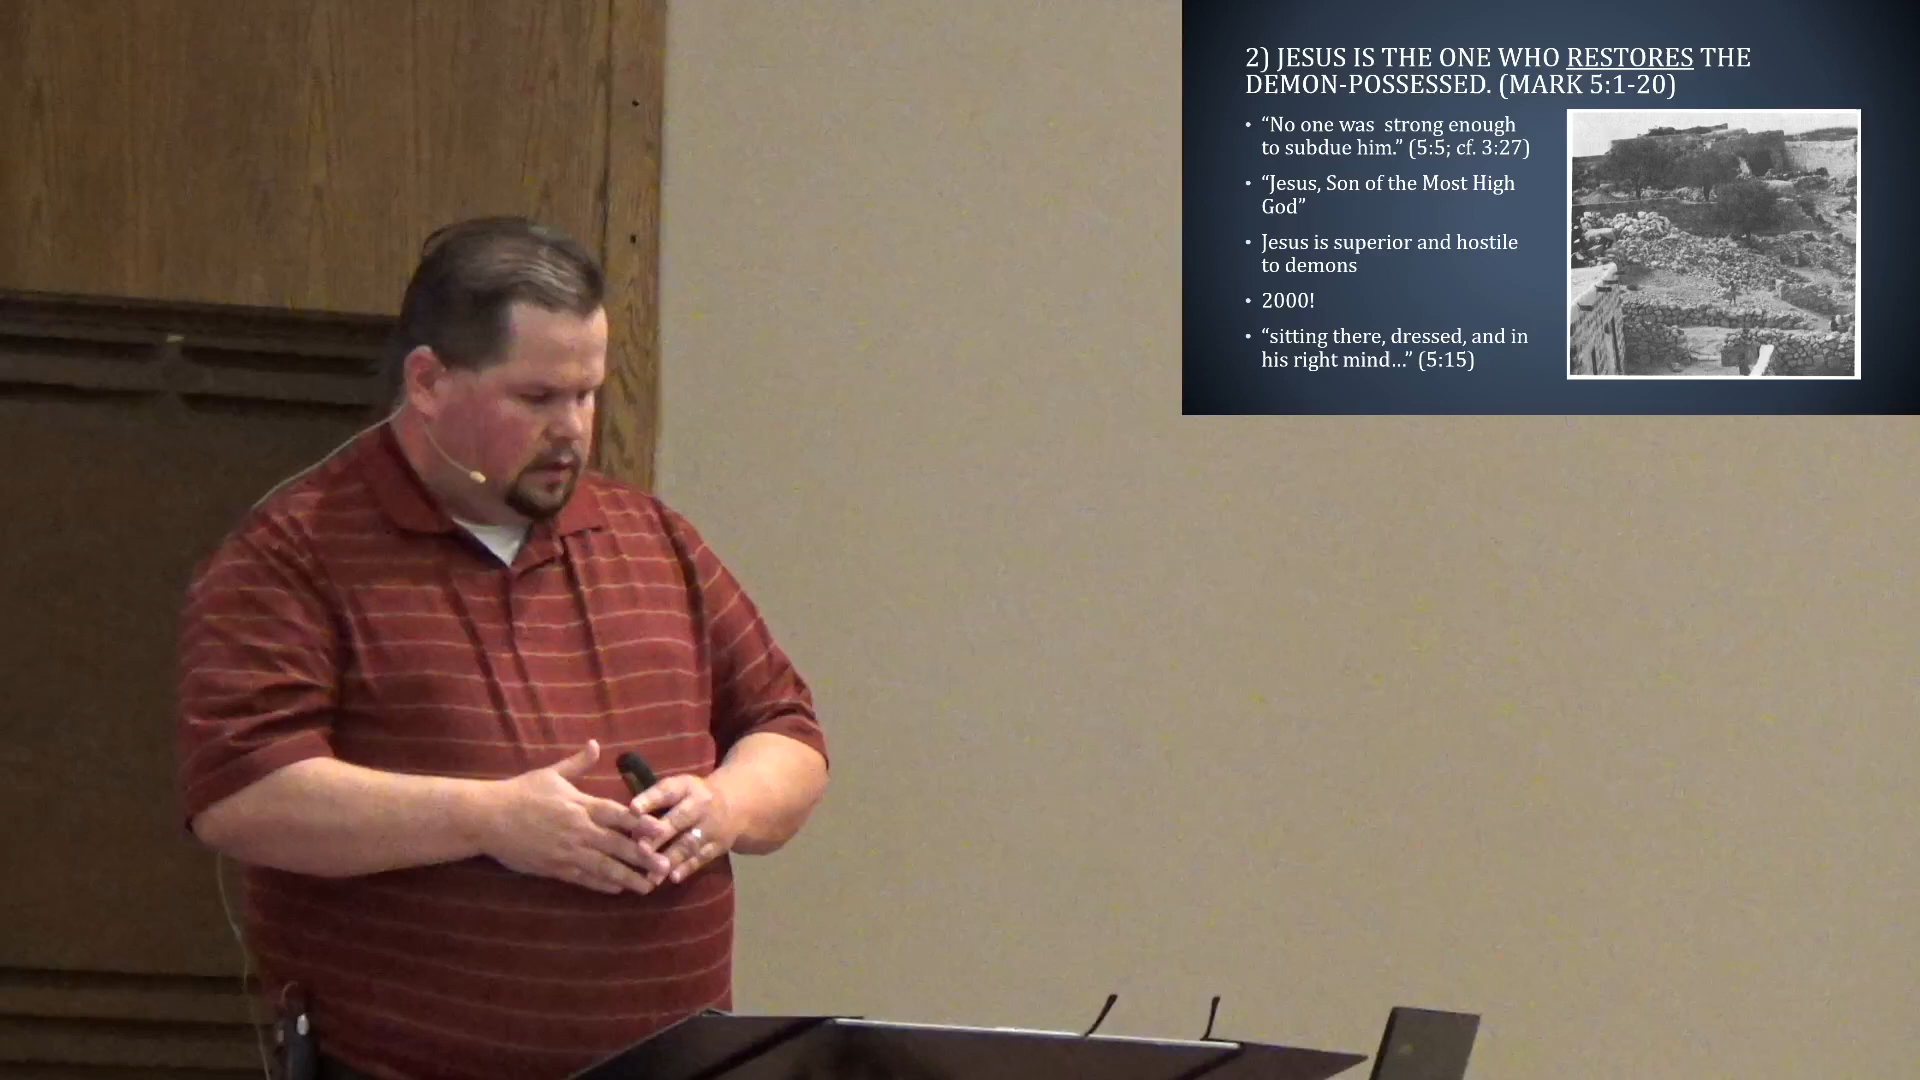 2) JESUS IS THE ONE WHO RESTORES THE
DEMON-POSSESSED. (MARK 5:1-20)
• “No one was  strong enough
to subdue him.” (5:5; cf. 3:27)
• “Jesus, Son of the Most High
God”
• Jesus is superior and hostile
to demons
• 2000!
• “sitting there, dressed, and in
his right mind…” (5:15)